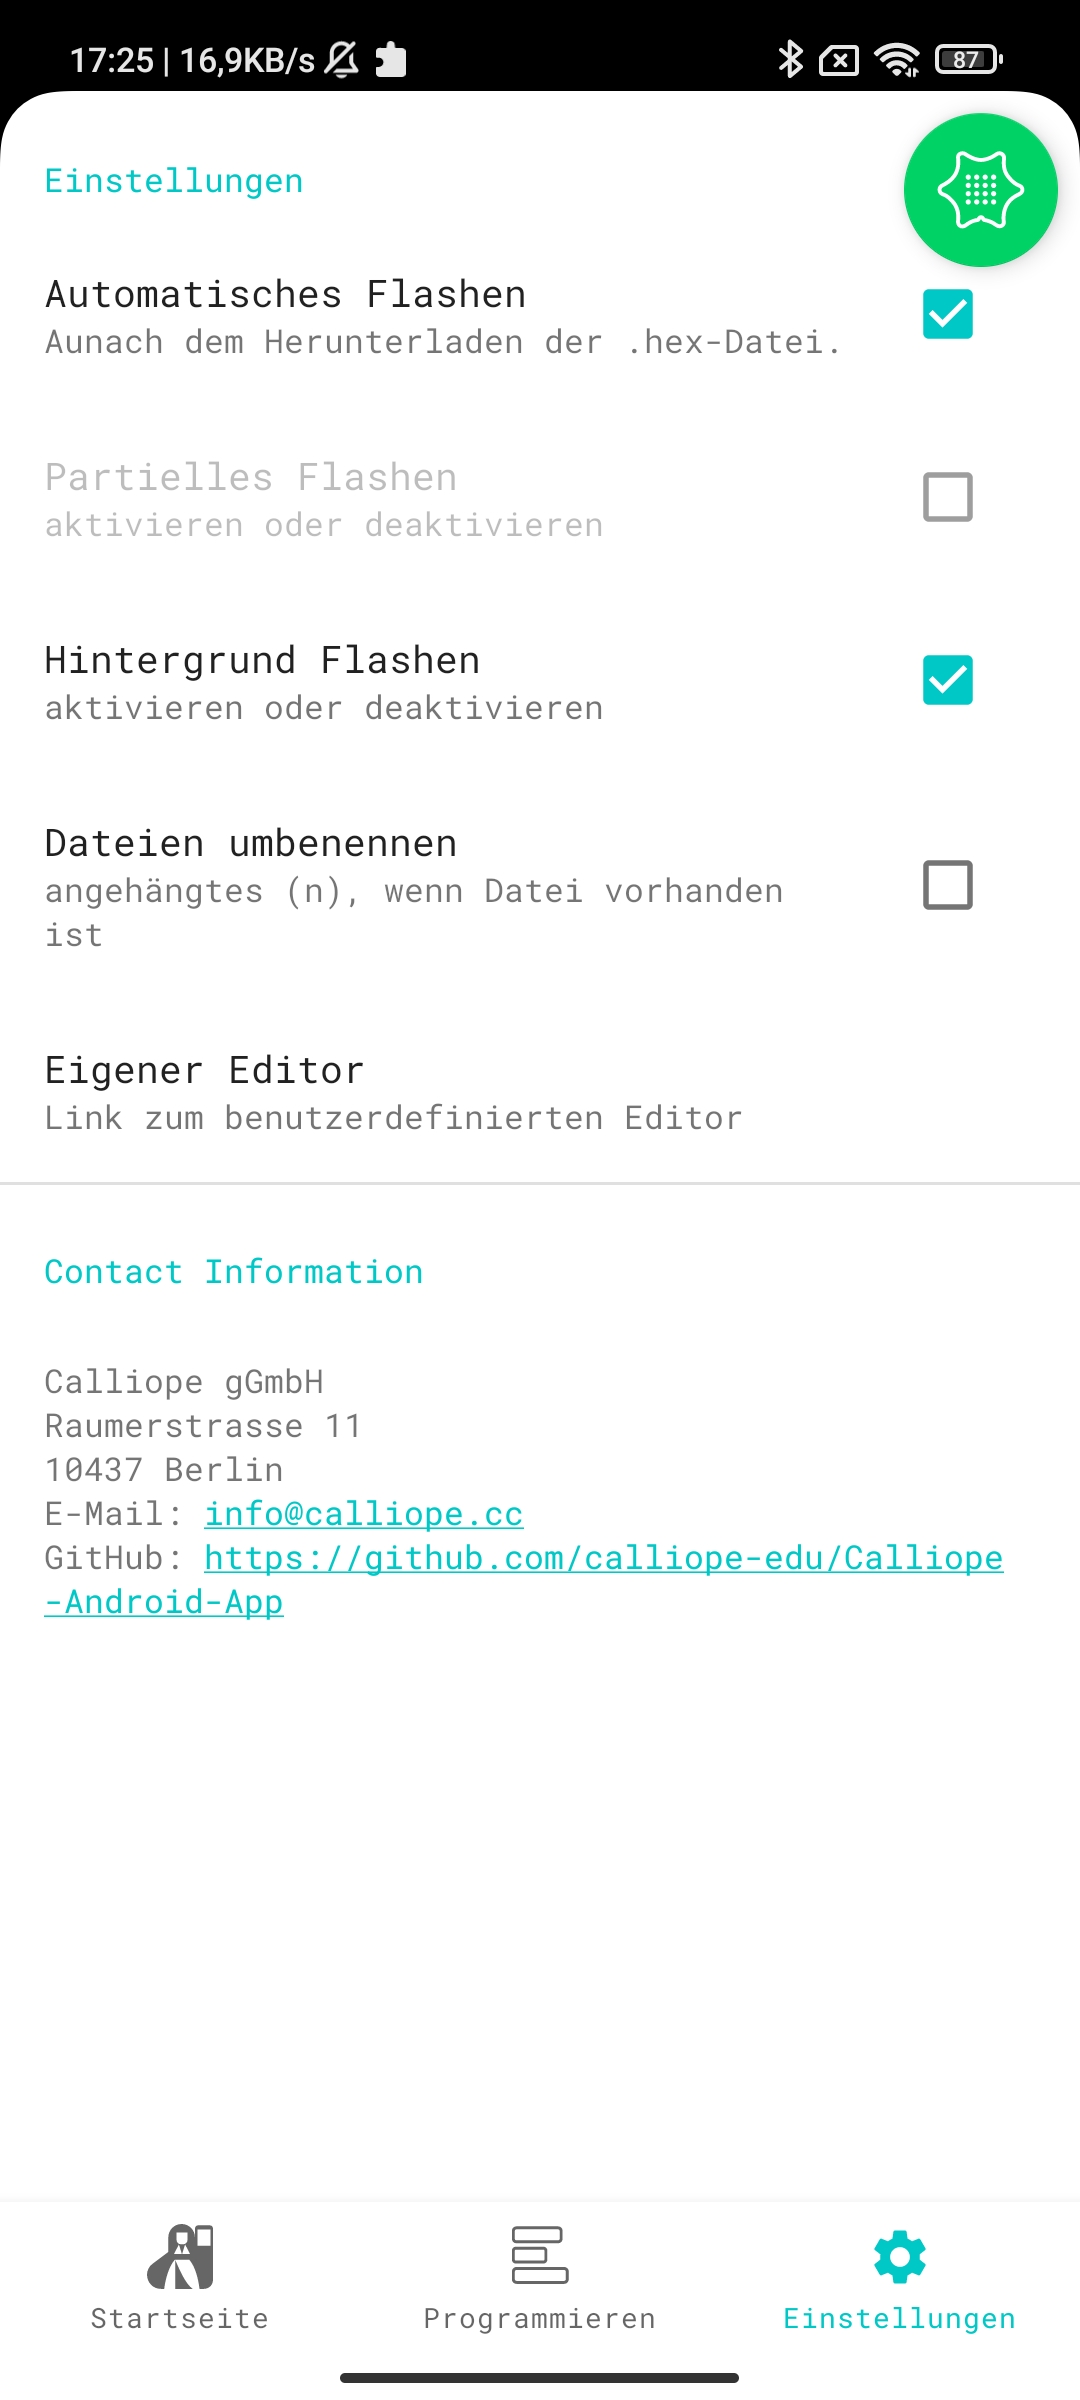 17:25 | 16,9KB/s
87
Einstellungen
Automatisches Flashen
Aunach dem Herunterladen der .hex-Datei.
Partielles Flashen
aktivieren oder deaktivieren
Hintergrund Flashen
aktivieren oder deaktivieren
Dateien umbenennen
angehängtes (n), wenn Datei vorhanden
ist
Eigener Editor
Link zum benutzerdefinierten Editor
Contact Information
Calliope gGmbH
Raumerstrasse 11
10437 Berlin
E-Mail: info@calliope.cc
GitHub: https://github.com/calliope-edu/Calliope
-Android-App
Startseite
Programmieren
Einstellungen